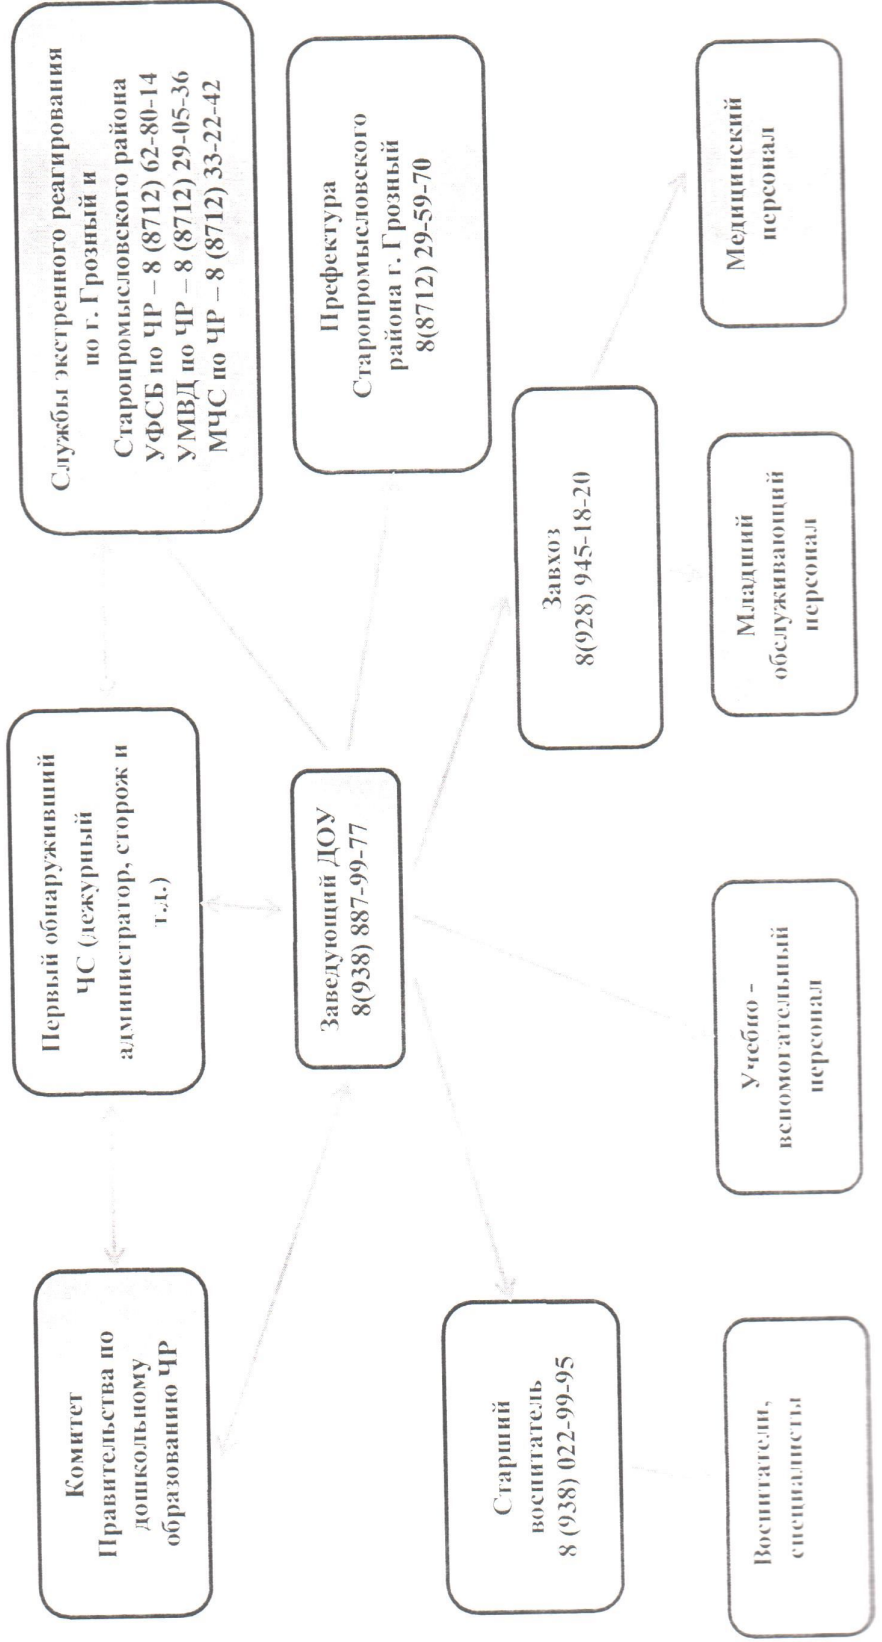 Комитет
Правительства по
дошкольному
образованию ЧР
Первый обнаруживший
ЧС (дежурный
администратор, сторож и
т.д.)
Службы экстренного реагирования
по г. Грозный и
Старопромысловского района
УФСБ по ЧР – 8 (8712) 62-80-14
УМВД по ЧР – 8 (8712) 29-05-36
МЧС по ЧР – 8 (8712) 33-22-42
Заведующий ДОУ
8(938) 887-99-77
Префектура
Старопромысловского
района г. Грозный
8(8712) 29-59-70
Старший
воспитатель
8 (938) 022-99-95
Завхоз
8(928) 945-18-20
Воспитатели,
специалисты
Учебно -
вспомогательный
персонал
Младший
обслуживающий
персонал
Медицинский
персонал